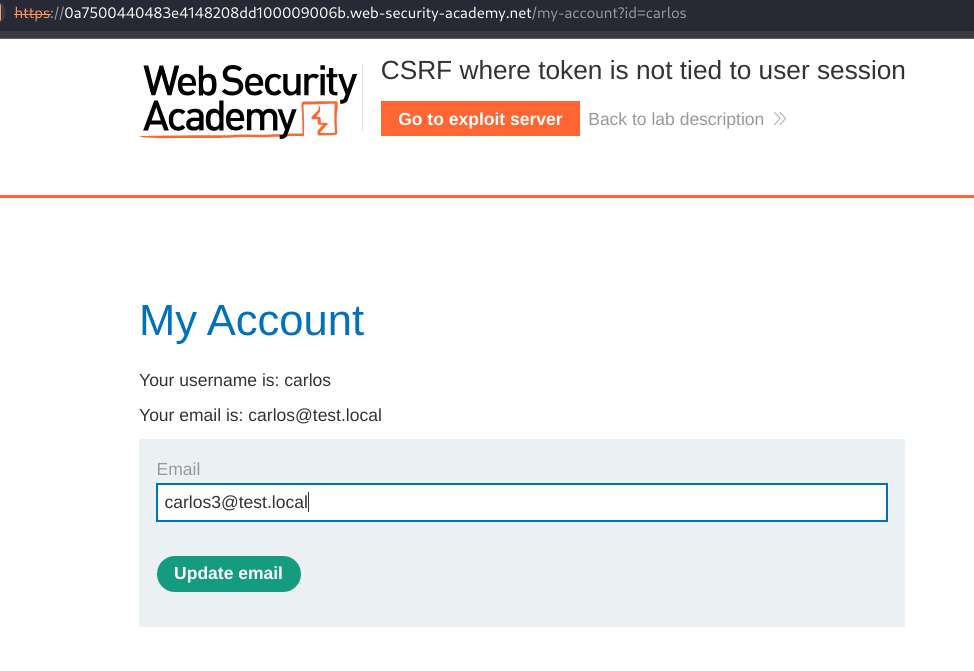 https://0a7500440483e4148208dd100009006b.web-security-academy.net/my-account?id=carlos
Web Security
Academy
CSRF where token is not tied to user session
Go to exploit server
Back to lab description
My Account
Your username is: carlos
Your email is: carlos@test.local
Email
carlos3@test.local
Update email